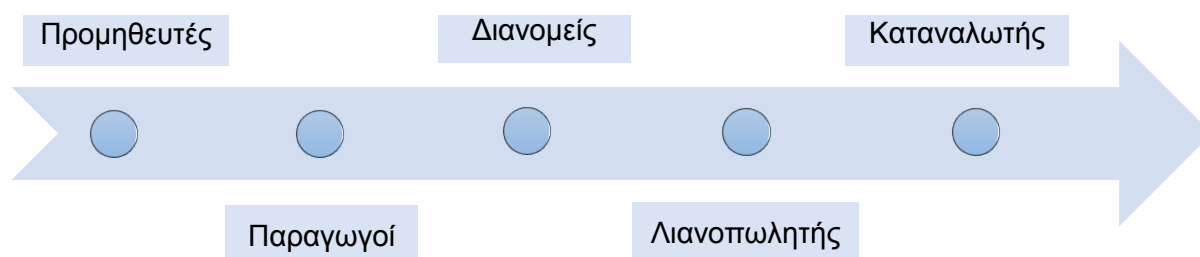 Προμηθευτές
Διανομείς
Καταναλωτής
Παραγωγοί
Λιανοπωλητής